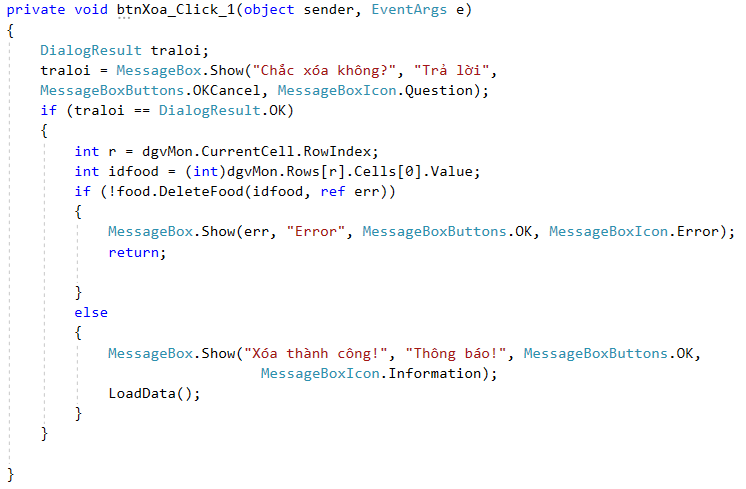 private void btnXoa_Click_1(object sender, EventArgs e)
{
DialogResult traloi;
traloi = MessageBox.Show("Chắc xóa không?", "Trả lời",
MessageBoxButtons.OKCancel, MessageBoxIcon.Question);
if (traloi == DialogResult.OK)
{
int r = dgvMon.CurrentCell.RowIndex;
int idfood = (int)dgvMon.Rows[r].Cells[0].Value;
if (!food.DeleteFood(idfood, ref err))
{
MessageBox.Show(err, "Error", MessageBoxButtons.OK, MessageBoxIcon.Error);
return;
}
else
{
MessageBox.Show("Xóa thành công!", "Thông báo!", MessageBoxButtons.OK,
MessageBoxIcon.Information);
LoadData();
}
}
}